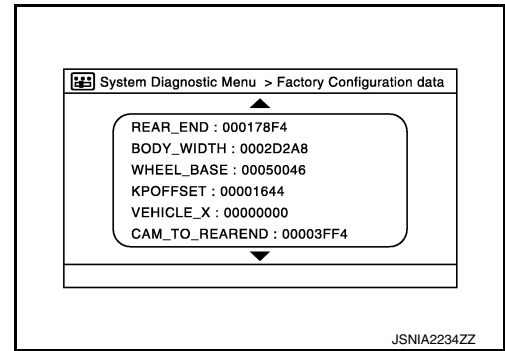 System Diagnostic Menu > Factory Configuration data
REAR_END : 000178F4
BODY_WIDTH : 0002D2A8
WHEEL_BASE : 00050046
KPOFFSET : 00001644
VEHICLE_X : 00000000
CAM_TO_REAREND : 00003FF4
JSNIA2234ZZ